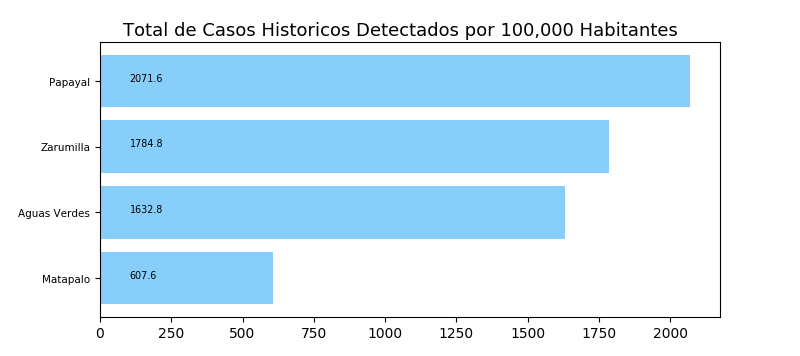 Total de Casos Historicos Detectados por 100,000 Habitantes
Papayal 2071.6
Zarumilla 1784.8
Aguas Verdes 1632.8
Matapalo 607.6
0 250 500 750 1000 1250 1500 1750 2000